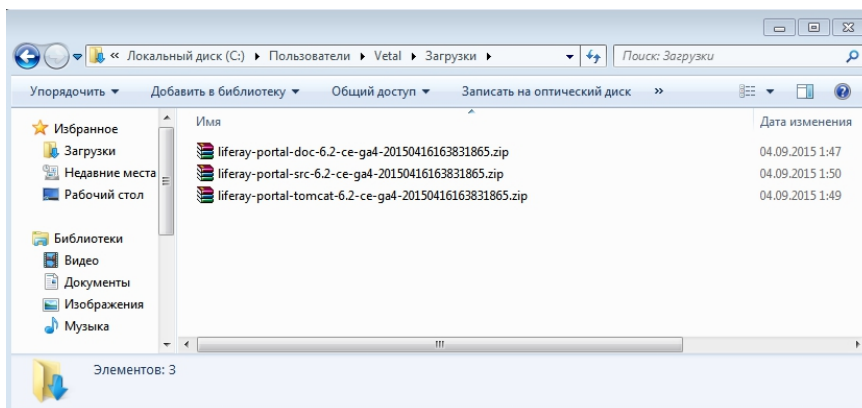 « Локальный диск (C:) ▸ Пользователи ▸ Vetal ▸ Загрузки ▸ Поиск: Загрузки
Упорядочить Добавить в библиотеку Общий доступ Записать на оптический диск »
Избранное
Загрузки
Недавние места
Рабочий стол
Библиотеки
Видео
Документы
Изображения
Музыка
Имя Дата изменения
liferay-portal-doc-6.2-ce-ga4-20150416163831865.zip 04.09.2015 1:47
liferay-portal-src-6.2-ce-ga4-20150416163831865.zip 04.09.2015 1:50
liferay-portal-tomcat-6.2-ce-ga4-20150416163831865.zip 04.09.2015 1:49
Элементов: 3